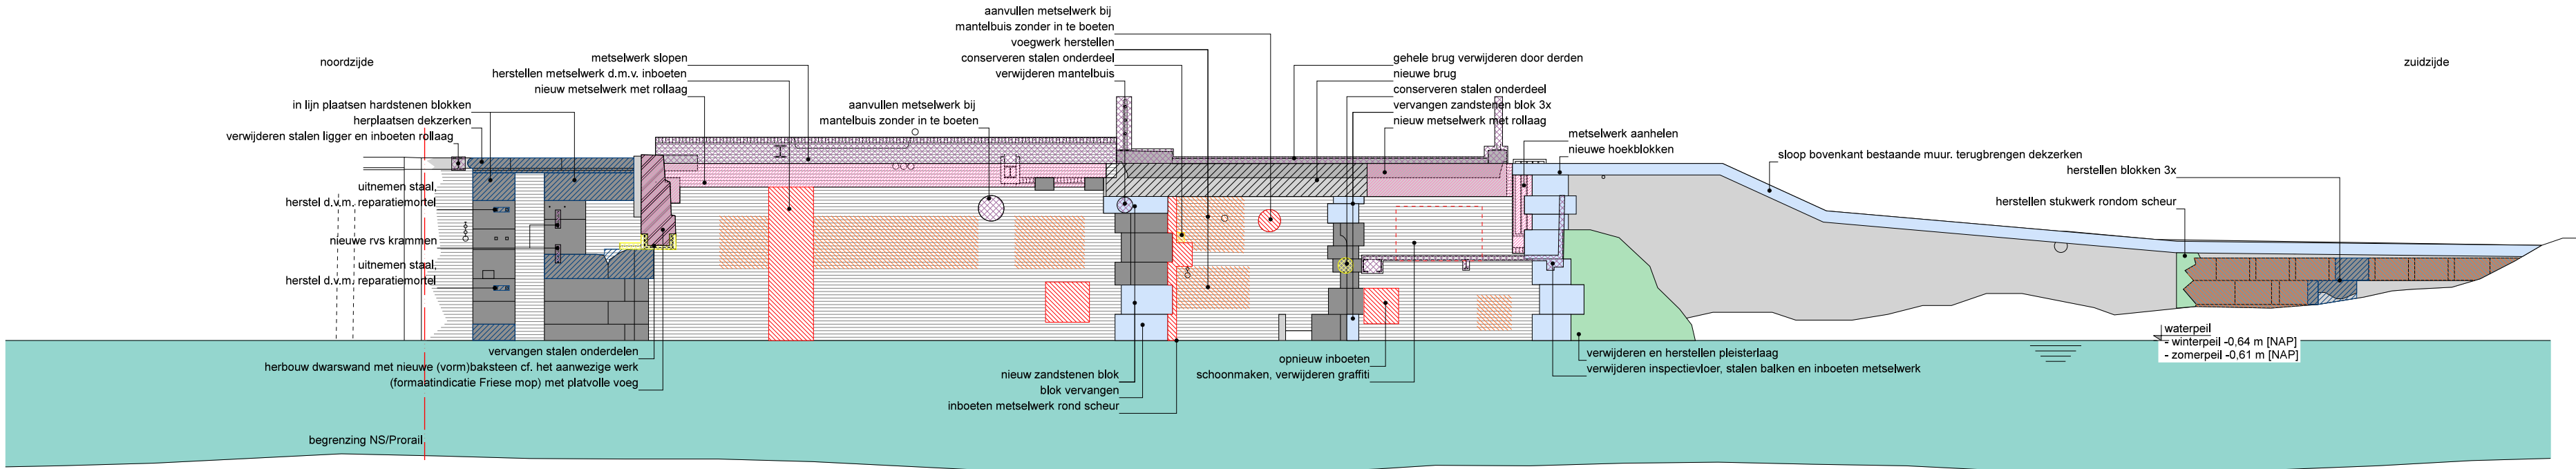 noordzijde
in lijn plaatsen hardstenen blokken
herplaatsen dekzerken
verwijderen stalen ligger en inboeten rollaag
uitnemen staal,
herstel d.v.m. reparatiemortel
nieuwe rvs krammen
uitnemen staal,
herstel d.v.m. reparatiemortel
metselwerk slopen
herstellen metselwerk d.m.v. inboeten
nieuw metselwerk met rollaag
aanvullen metselwerk bij
mantelbuis zonder in te boeten
aanvullen metselwerk bij
mantelbuis zonder in te boeten
voegwerk herstellen
conserveren stalen onderdeel
verwijderen mantelbuis
gehele brug verwijderen door derden
nieuwe brug
conserveren stalen onderdeel
vervangen zandstenen blok 3x
nieuw metselwerk met rollaag
metselwerk aanhelen
nieuwe hoekblokken
sloop bovenkant bestaande muur. terugbrengen dekzerken
zuidzijde
herstellen blokken 3x
herstellen stukwerk rondom scheur
waterpeil
- winterpeil -0,64 m [NAP]
- zomerpeil -0,61 m [NAP]
vervangen stalen onderdelen
herbouw dwarswand met nieuwe (vorm)baksteen cf. het aanwezige werk
(formaatindicatie Friese mop) met platvolle voeg
nieuw zandstenen blok
blok vervangen
inboeten metselwerk rond scheur
opnieuw inboeten
schoonmaken, verwijderen graffiti
verwijderen en herstellen pleisterlaag
verwijderen inspectievloer, stalen balken en inboeten metselwerk
begrenzing NS/Prorail